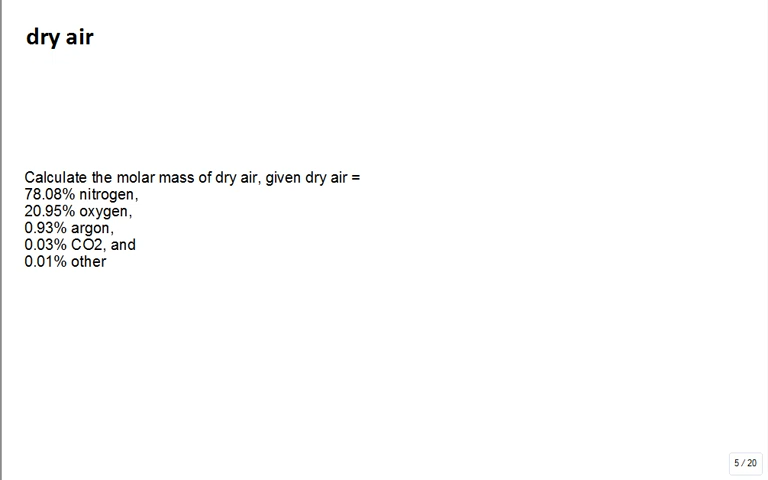 dry air
Calculate the molar mass of dry air, given dry air =
78.08% nitrogen,
20.95% oxygen,
0.93% argon,
0.03% CO2, and
0.01% other
5 / 20